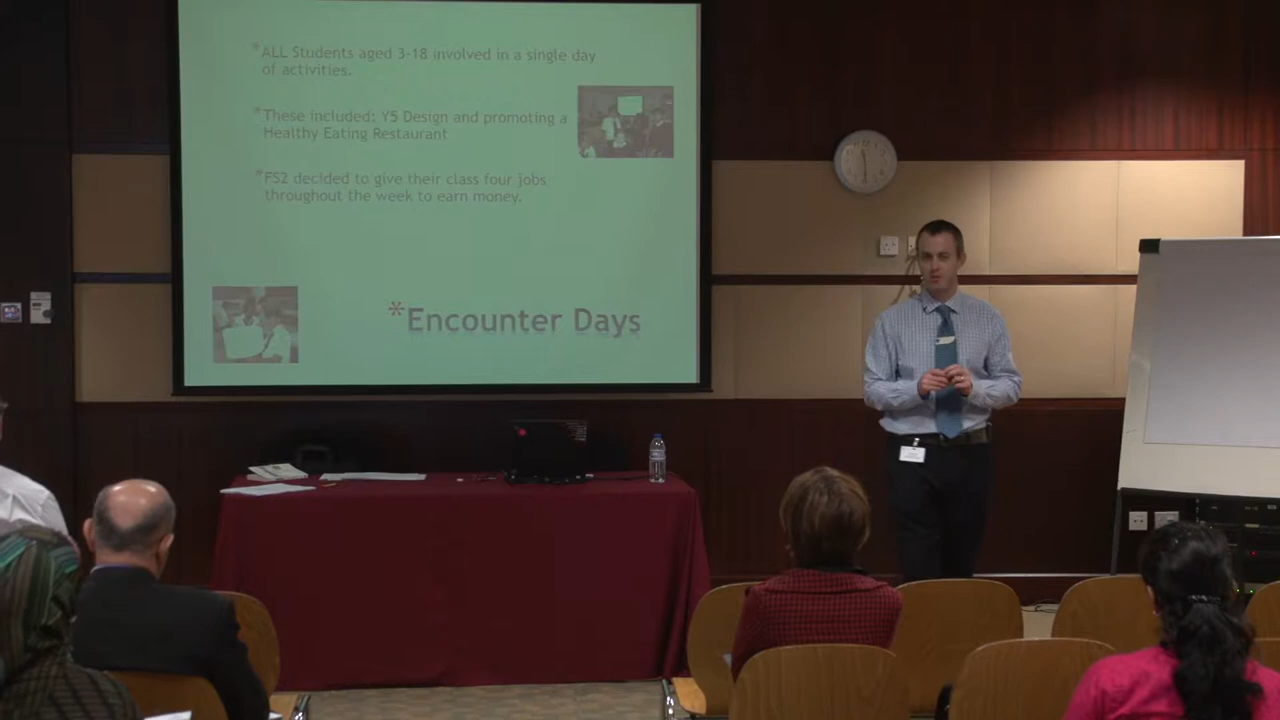 *ALL Students aged 3-18 involved in a single day
of activities.
*These included: Y5 Design and promoting a
Healthy Eating Restaurant
*FS2 decided to give their class four jobs
throughout the week to earn money.
*Encounter Days